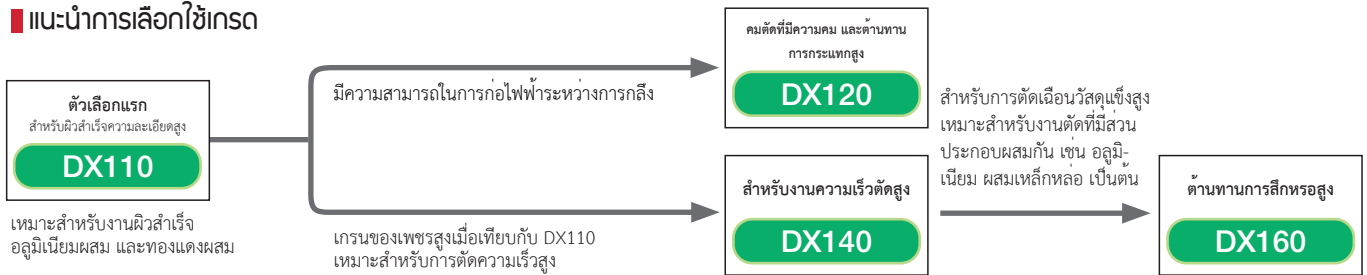 แนะนำการเลือกใช้เกรด
ตัวเลือกแรก
สำหรับผิวสำเร็จความละเอียดสูง
DX110
เหมาะสำหรับงานผิวสำเร็จ
อลูมิเนียมผสม และทองแดงผสม
มีความสามารถในการก่อไฟฟ้าระหว่างการกลึง
คมตัดที่มีความคม และต้านทาน
การกระแทกสูง
DX120
เกรนของเพชรสูงเมื่อเทียบกับ DX110
เหมาะสำหรับการตัดความเร็วสูง
สำหรับงานความเร็วตัดสูง
DX140
สำหรับการตัดเฉือนวัสดุแข็งสูง
เหมาะสำหรับงานตัดที่มีส่วน
ประกอบผสมกัน เช่น อลูมิ-
เนียม ผสมเหล็กหล่อ เป็นต้น
ต้านทานการสึกหรอสูง
DX160